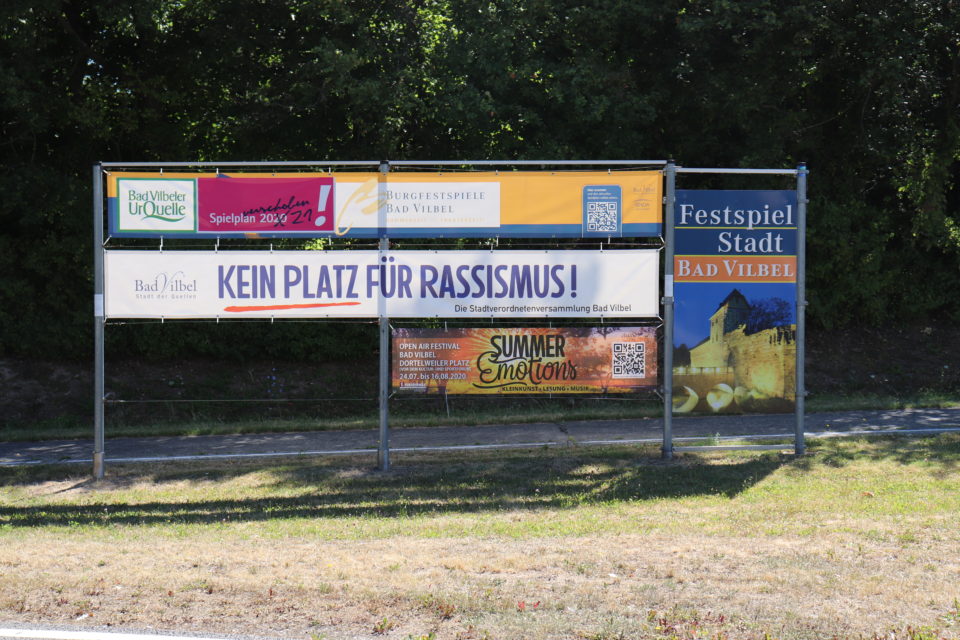 Bad Vilbeler
UrQuelle
Spielplan 2020
verschoben
X 21
!
BURGFESTSPIELE
BAD VILBEL
Bad Vilbel
Stadt der Quellen
KEIN PLATZ FÜR RASSISMUS!
Die Stadtverordnetenversammlung Bad Vilbel
OPEN AIR FESTIVAL
BAD VILBEL
DORTELWEILER PLATZ
24.07. bis 16.08.2020
SUMMER
Emotions
KLEINKUNST • LESUNG • MUSIK
Festspiel
Stadt
BAD VILBEL